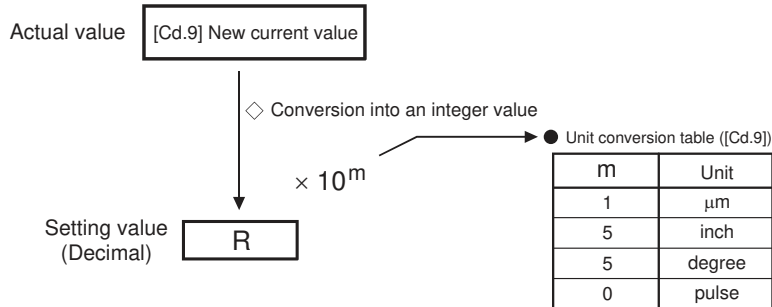 Actual value
[Cd.9] New current value
◇ Conversion into an integer value
× 10^m
● Unit conversion table ([Cd.9])
m Unit
1 μm
5 inch
5 degree
0 pulse
Setting value
(Decimal)
R